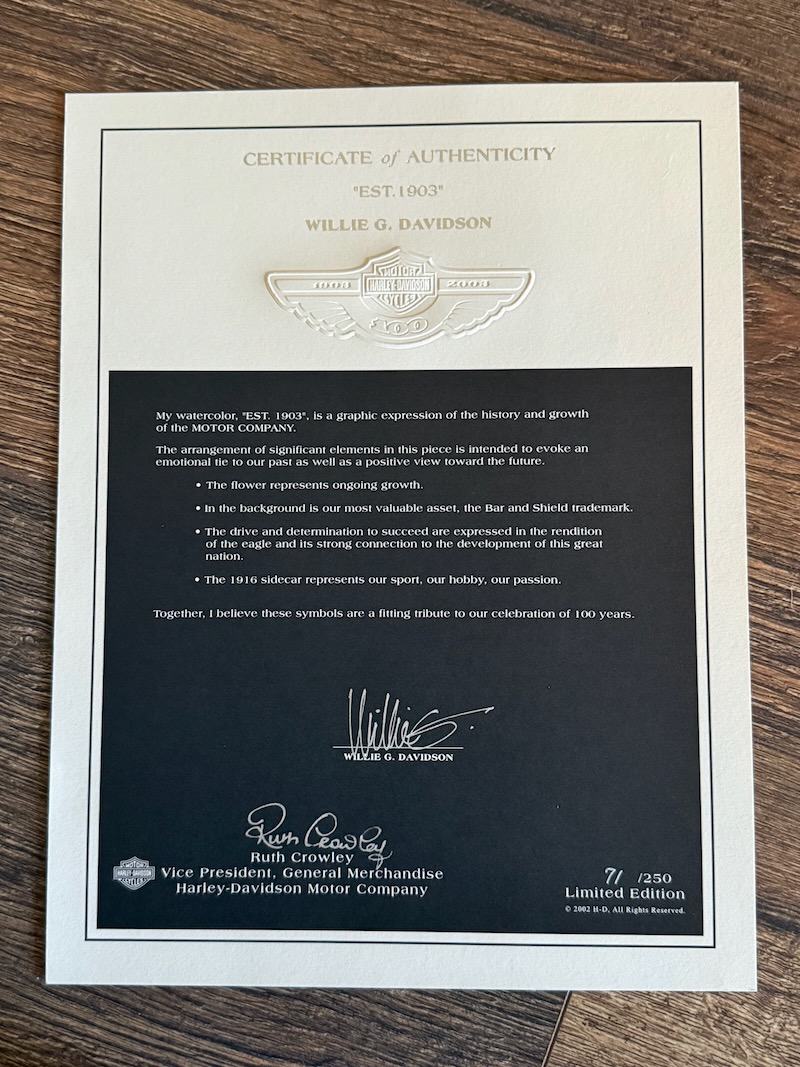 CERTIFICATE of AUTHENTICITY
"EST.1903"
WILLIE G. DAVIDSON
MOTOR
1903 HARLEY-DAVIDSON 2003
CYCLES
100
My watercolor, "EST. 1903", is a graphic expression of the history and growth
of the MOTOR COMPANY.
The arrangement of significant elements in this piece is intended to evoke an
emotional tie to our past as well as a positive view toward the future.
• The flower represents ongoing growth.
• In the background is our most valuable asset, the Bar and Shield trademark.
• The drive and determination to succeed are expressed in the rendition
of the eagle and its strong connection to the development of this great
nation.
• The 1916 sidecar represents our sport, our hobby, our passion.
Together, I believe these symbols are a fitting tribute to our celebration of 100 years.
Willie G.
WILLIE G. DAVIDSON
Ruth Crowley
Ruth Crowley
MOTOR
HARLEY-DAVIDSON
CYCLES
Vice President, General Merchandise
Harley-Davidson Motor Company
71 /250
Limited Edition
© 2002 H-D, All Rights Reserved.